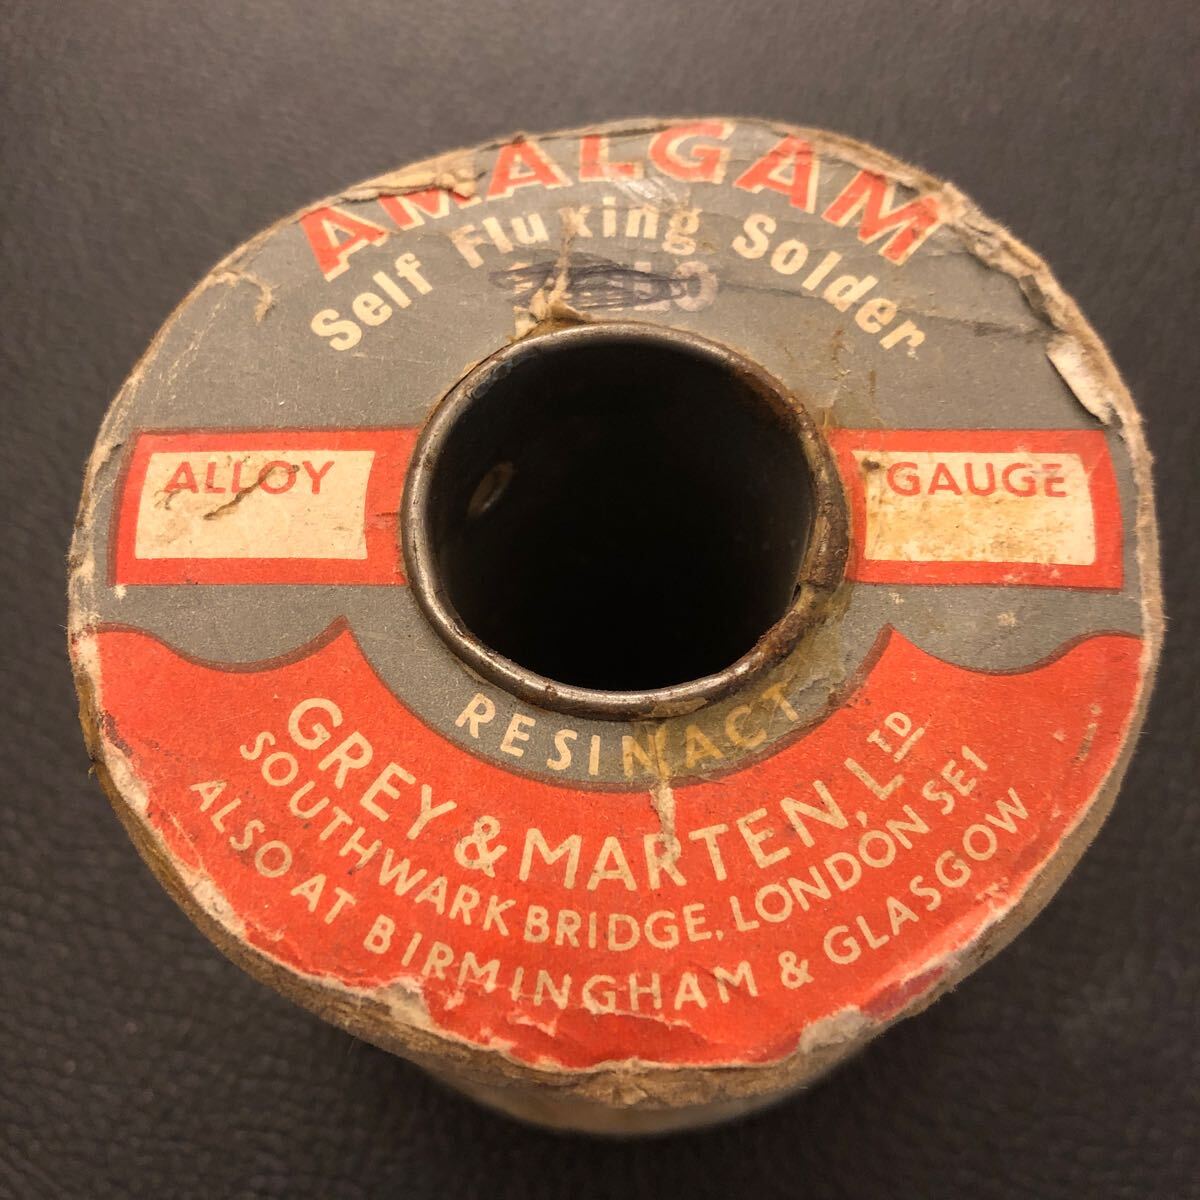 AMALGAM
Self Fluxing Solder
ALLOY
GAUGE
RESINACT
GREY & MARTEN, LTD
SOUTHWARK BRIDGE, LONDON SE1
ALSO AT BIRMINGHAM & GLASGOW